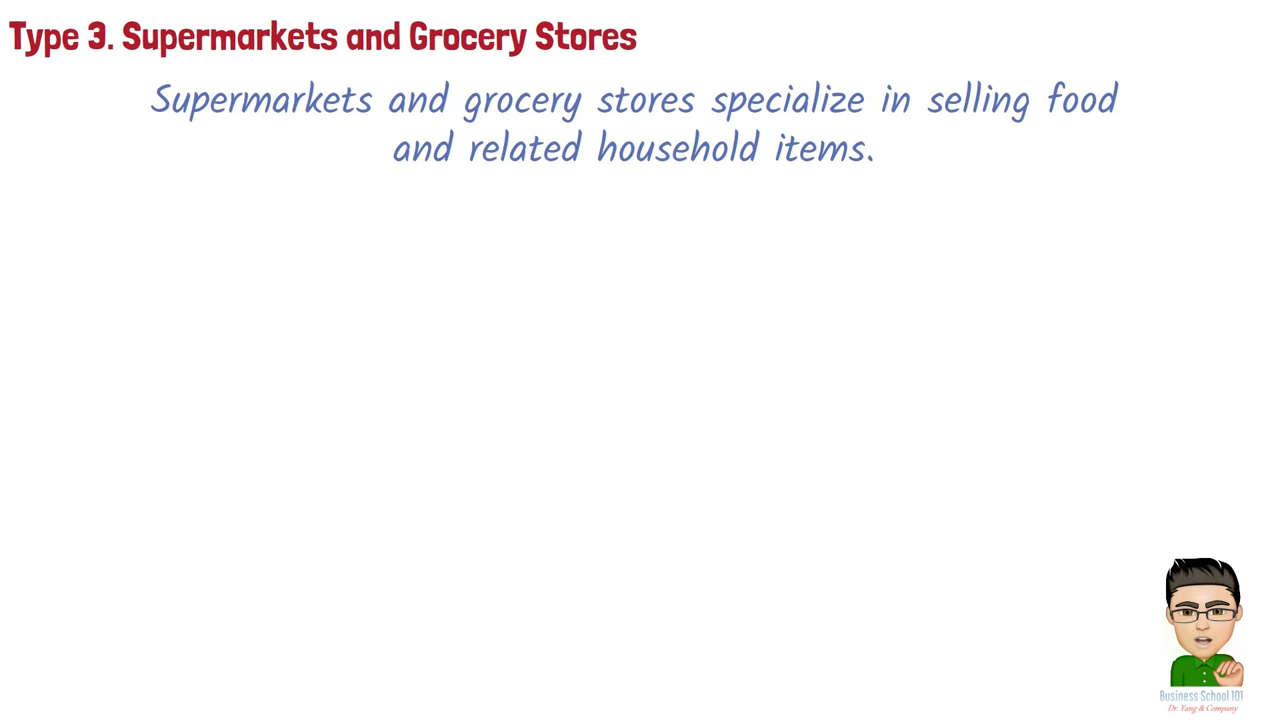 Type 3. Supermarkets and Grocery Stores
Supermarkets and grocery stores specialize in selling food
and related household items.
Business School 101
Dr. Yang & Company